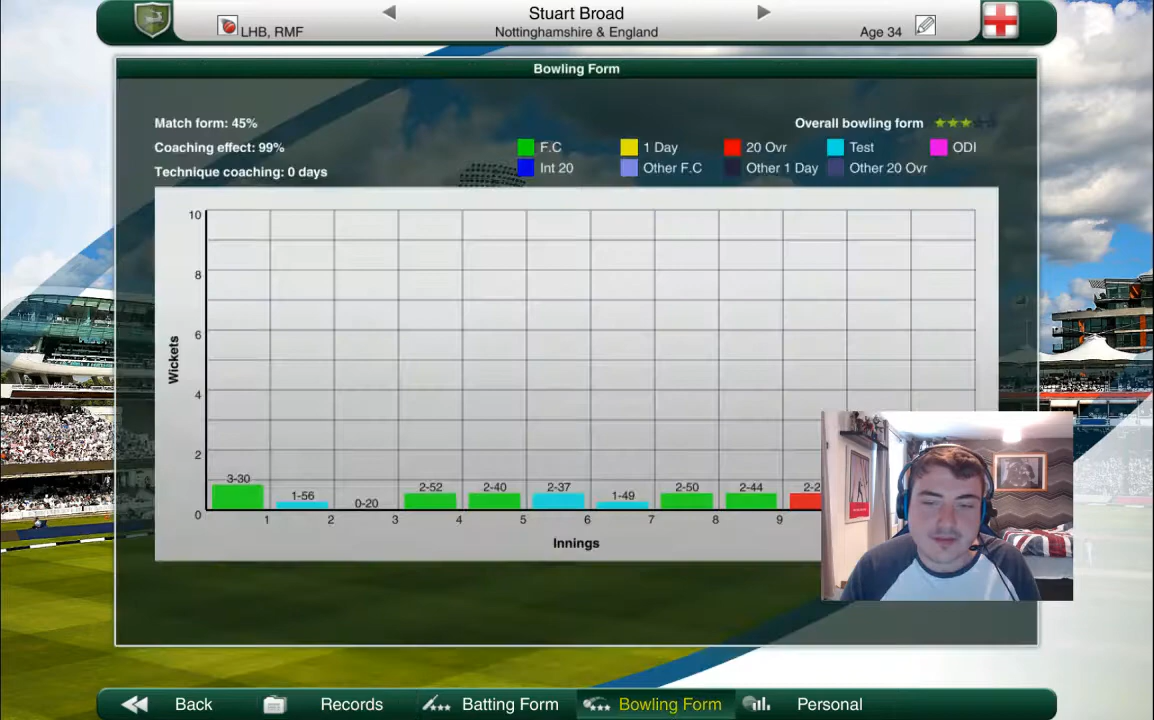 Stuart Broad
LHB, RMF
Nottinghamshire & England
Age 34
Bowling Form
Match form: 45%
Overall bowling form
Coaching effect: 99%
F.C
1 Day
20 Ovr
Test
ODI
Technique coaching: 0 days
Int 20
Other F.C
Other 1 Day
Other 20 Ovr
10
8
6
4
2
0
Wickets
3-30
1-56
0-20
2-52
2-40
2-37
1-49
2-50
2-44
1
2
3
4
5
6
7
8
9
Innings
Back
Records
Batting Form
Bowling Form
Personal